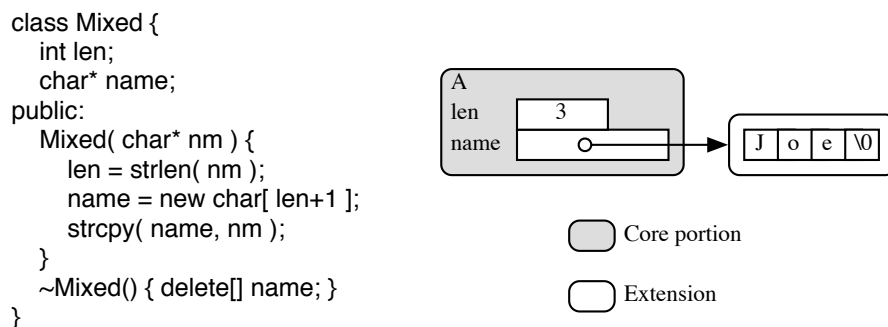 class Mixed {
int len;
char* name;
public:
Mixed( char* nm ) {
len = strlen( nm );
name = new char[ len+1 ];
strcpy( name, nm );
}
~Mixed() { delete[] name; }
}
A
len 3
name
J o e \0
Core portion
Extension